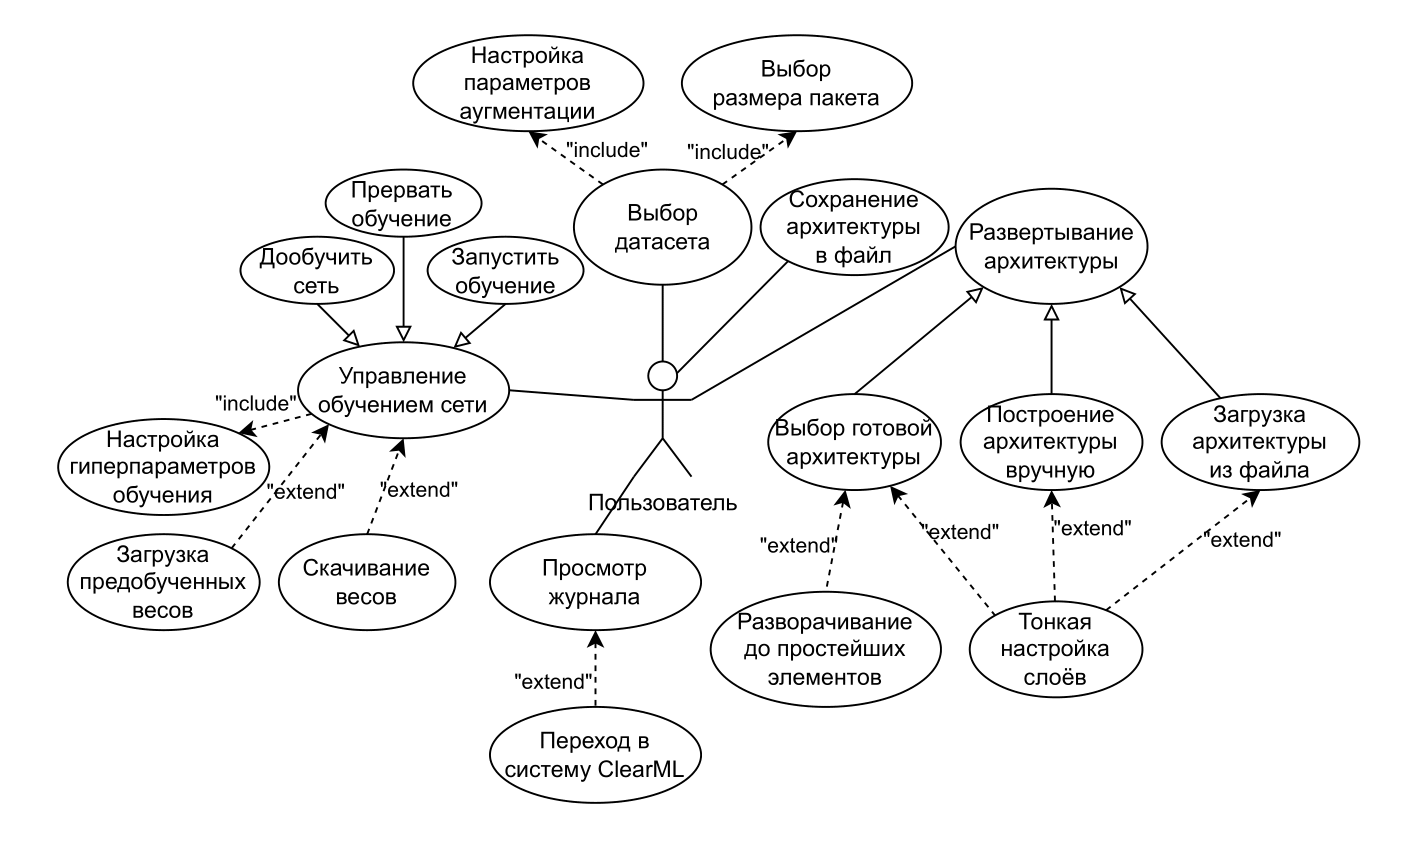 Настройка
параметров
аугментации
Выбор
размера пакета
"include"
"include"
Прервать
обучение
Выбор
датасета
Сохранение
архитектуры
в файл
Развертывание
архитектуры
Дообучить
сеть
Запустить
обучение
Управление
обучением сети
"include"
Настройка
гиперпараметров
обучения
"extend"
"extend"
Пользователь
Выбор готовой
архитектуры
Построение
архитектуры
вручную
Загрузка
архитектуры
из файла
"extend"
"extend"
"extend"
"extend"
Загрузка
предобученных
весов
Скачивание
весов
Просмотр
журнала
Разворачивание
до простейших
элементов
Тонкая
настройка
слоёв
"extend"
Переход в
систему ClearML